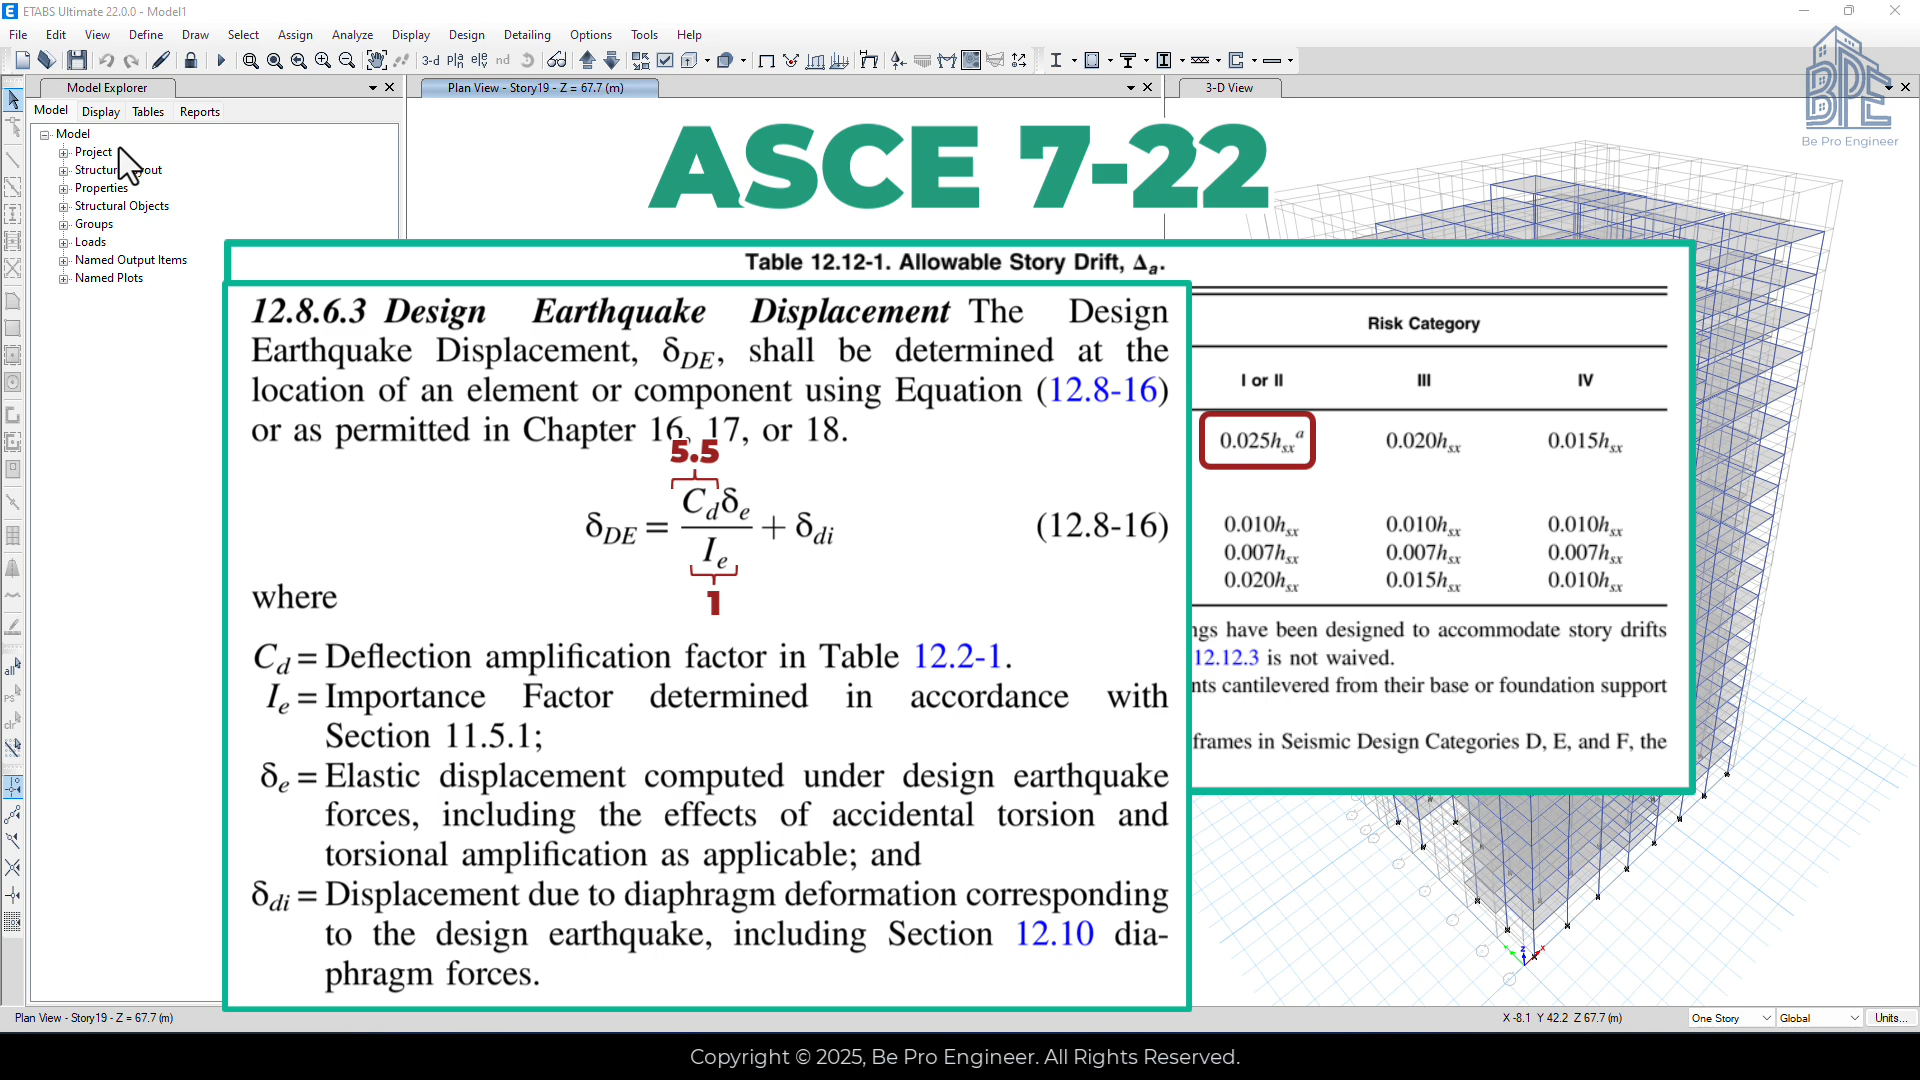 ETABS Ultimate 22.0.0 - Model1
File Edit View Define Draw Select Assign Analyze Display Design Detailing Options Tools Help
3-d
nd
Model Explorer
Plan View - Story19 - Z = 67.7 (m)
3-D View
Model Display Tables Reports
Model
Project
Properties
Structural Objects
Groups
Loads
Named Output Items
Named Plots
all
ps
clr
BPE
Be Pro Engineer
ASCE 7-22
Table 12.12-1. Allowable Story Drift, Δa.
12.8.6.3 Design Earthquake Displacement The Design
Earthquake Displacement, δDE, shall be determined at the
location of an element or component using Equation (12.8-16)
or as permitted in Chapter 16, 17, or 18.
5.5
δDE = Cdδe / Ie + δdi (12.8-16)
1
where
Cd = Deflection amplification factor in Table 12.2-1.
Ie = Importance Factor determined in accordance with
Section 11.5.1;
δe = Elastic displacement computed under design earthquake
forces, including the effects of accidental torsion and
torsional amplification as applicable; and
δdi = Displacement due to diaphragm deformation corresponding
to the design earthquake, including Section 12.10 dia-
phragm forces.
Risk Category
I or II III IV
0.025hsx^a 0.020hsx 0.015hsx
0.010hsx 0.010hsx 0.010hsx
0.007hsx 0.007hsx 0.007hsx
0.020hsx 0.015hsx 0.010hsx
ngs have been designed to accommodate story drifts
12.12.3 is not waived.
nts cantilevered from their base or foundation support
frames in Seismic Design Categories D, E, and F, the
Z
X
Plan View - Story19 - Z = 67.7 (m)
X -8.1 Y 42.2 Z 67.7 (m)
One Story
Global
Units...
Copyright © 2025, Be Pro Engineer. All Rights Reserved.